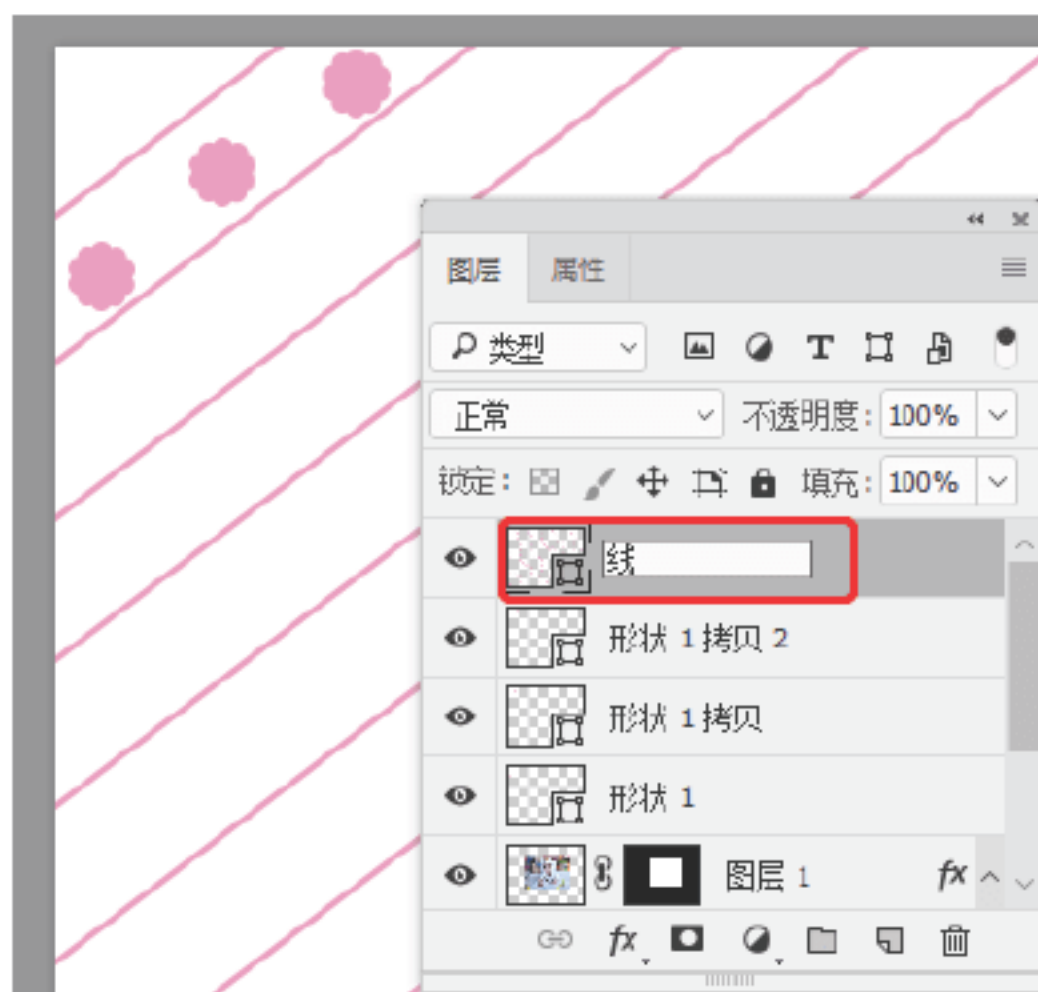 图层 属性
类型
正常 不透明度: 100%
锁定: 填充: 100%
线
形状 1 拷贝 2
形状 1 拷贝
形状 1
图层 1 fx
fx